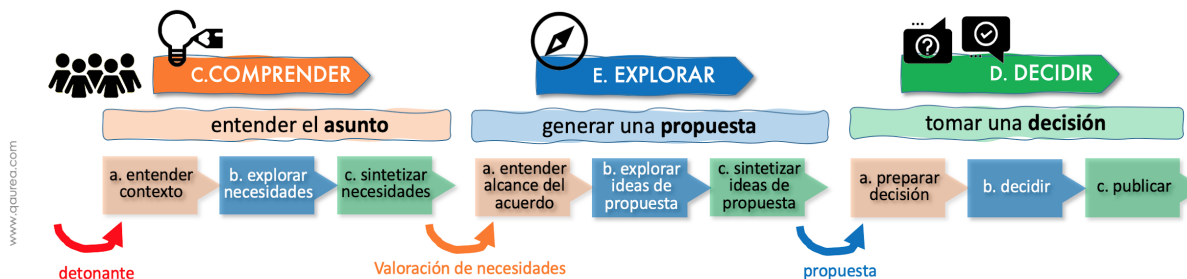 C.COMPRENDER
E. EXPLORAR
D. DECIDIR
entender el asunto
generar una propuesta
tomar una decisión
a. entender
contexto
b. explorar
necesidades
c. sintetizar
necesidades
a. entender
alcance del
acuerdo
b. explorar
ideas de
propuesta
c. sintetizar
ideas de
propuesta
a. preparar
decisión
b. decidir
c. publicar
detonante
Valoración de necesidades
propuesta
www.qaurea.com